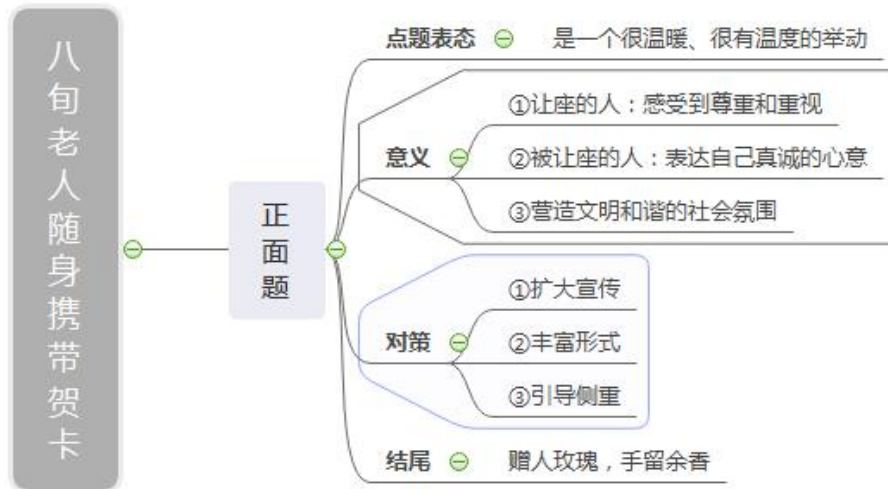 八旬老人随身携带贺卡
正面题
点题表态
是一个很温暖、很有温度的举动
意义
①让座的人：感受到尊重和重视
②被让座的人：表达自己真诚的心意
③营造文明和谐的社会氛围
对策
①扩大宣传
②丰富形式
③引导侧重
结尾
赠人玫瑰，手留余香